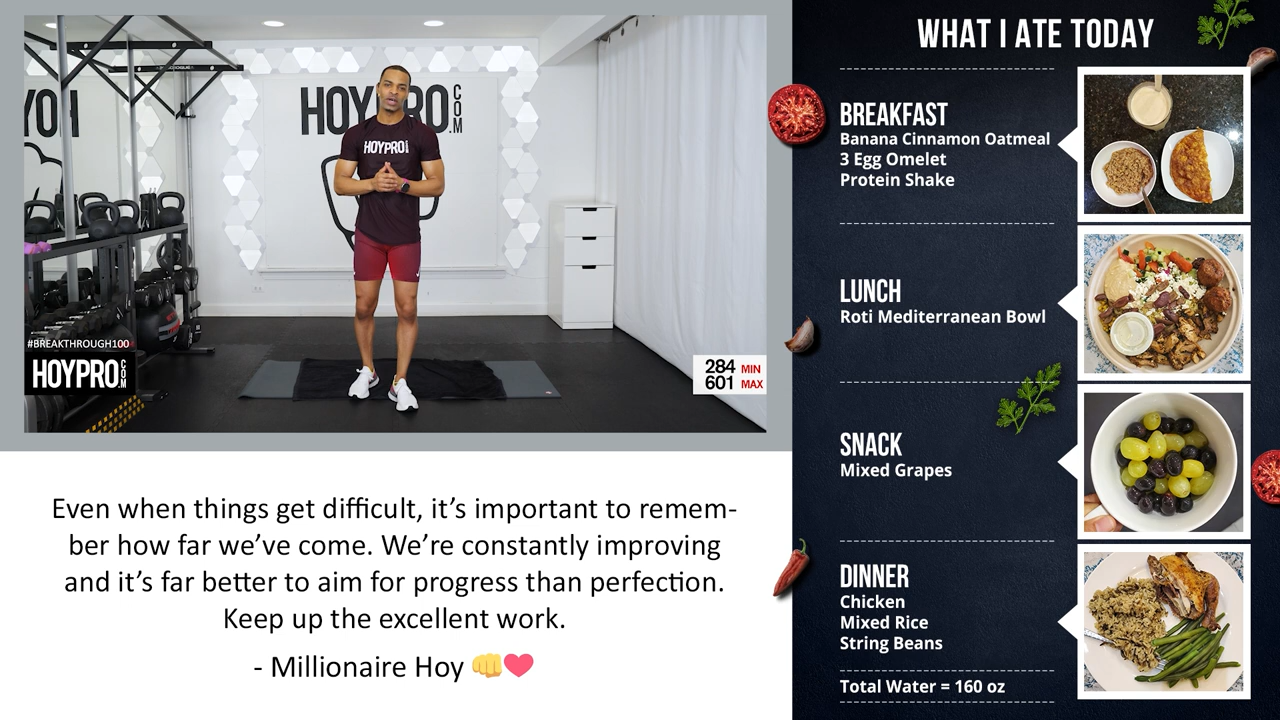 YOH
HOYPRO
.COM
HOYPRO
#BREAKTHROUGH100
HOYPRO
.COM
284 MIN
601 MAX
Even when things get difficult, it's important to remem-
ber how far we've come. We're constantly improving
and it's far better to aim for progress than perfection.
Keep up the excellent work.
- Millionaire Hoy 👊❤️
WHAT I ATE TODAY
BREAKFAST
Banana Cinnamon Oatmeal
3 Egg Omelet
Protein Shake
LUNCH
Roti Mediterranean Bowl
SNACK
Mixed Grapes
DINNER
Chicken
Mixed Rice
String Beans
Total Water = 160 oz